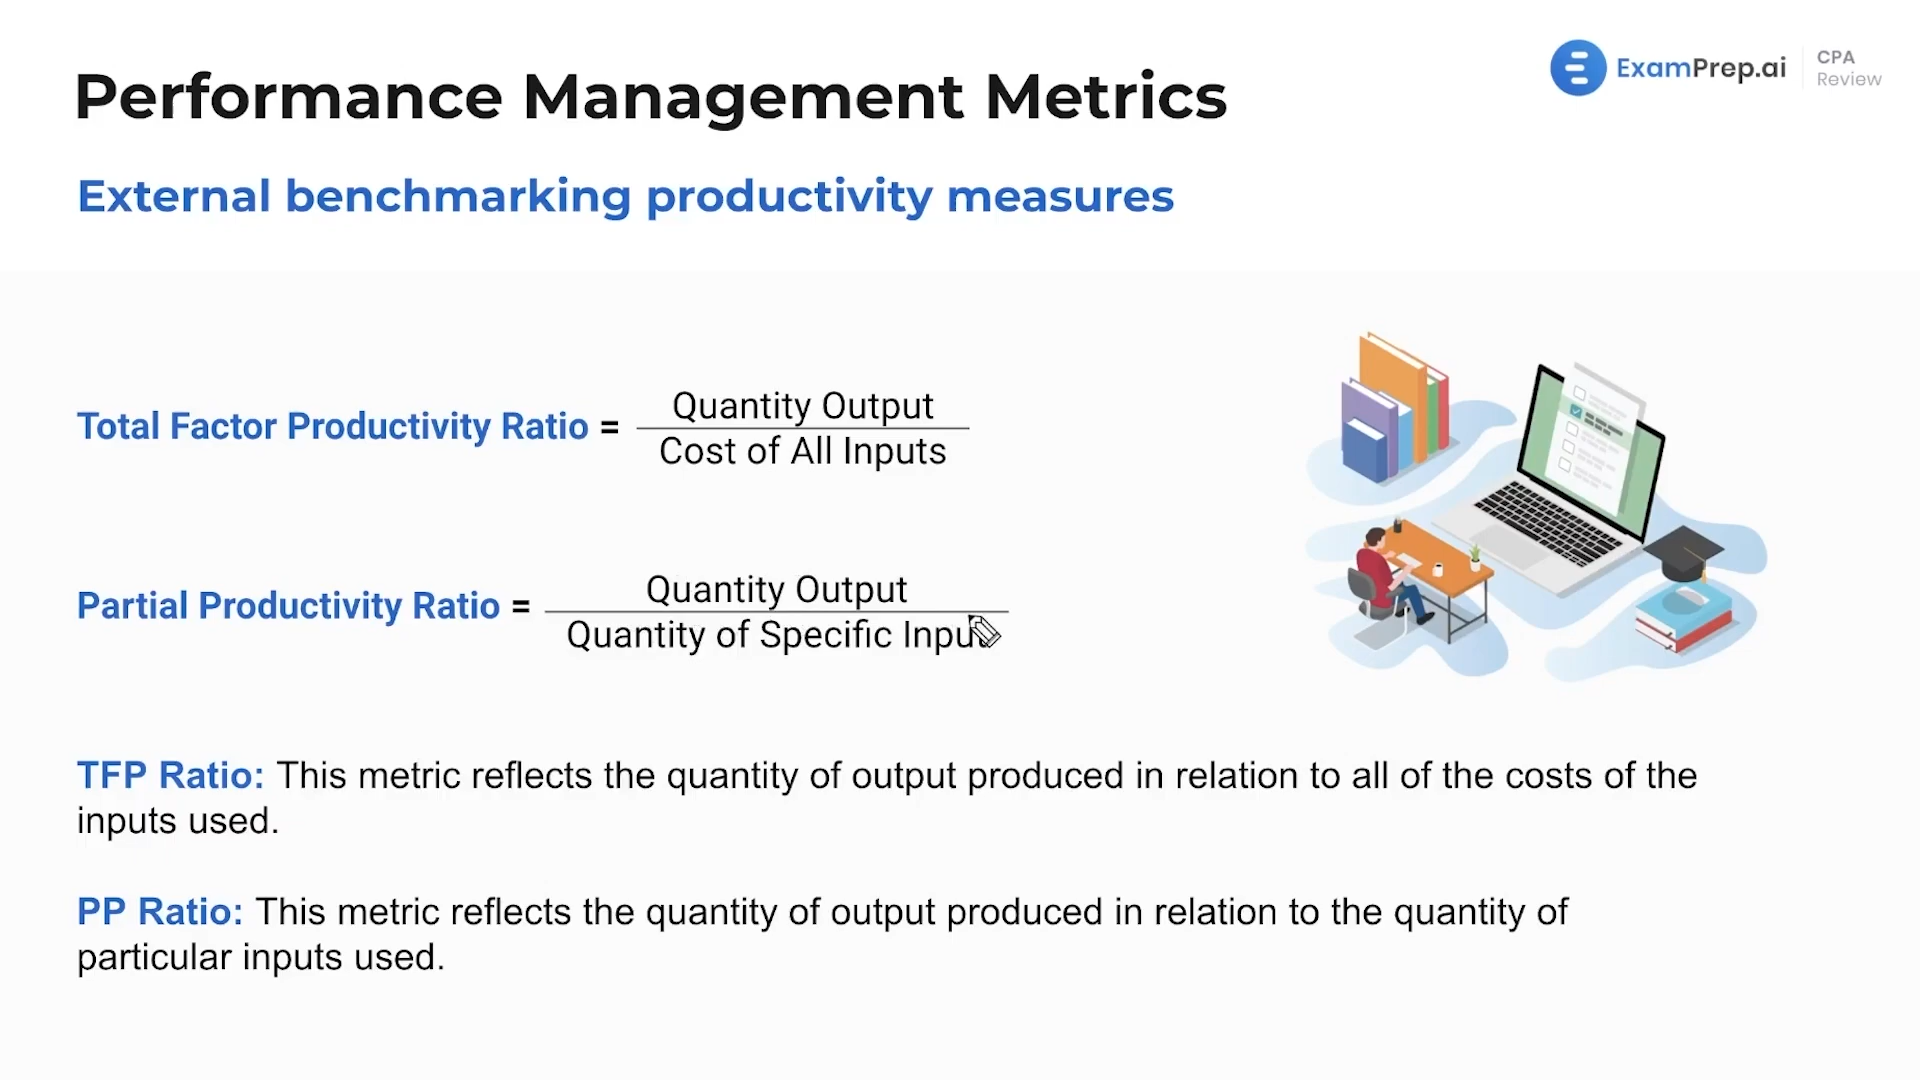 Performance Management Metrics
ExamPrep.ai
CPA
Review
External benchmarking productivity measures
Total Factor Productivity Ratio =
Quantity Output
Cost of All Inputs
Partial Productivity Ratio =
Quantity Output
Quantity of Specific Input
TFP Ratio: This metric reflects the quantity of output produced in relation to all of the costs of the
inputs used.
PP Ratio: This metric reflects the quantity of output produced in relation to the quantity of
particular inputs used.